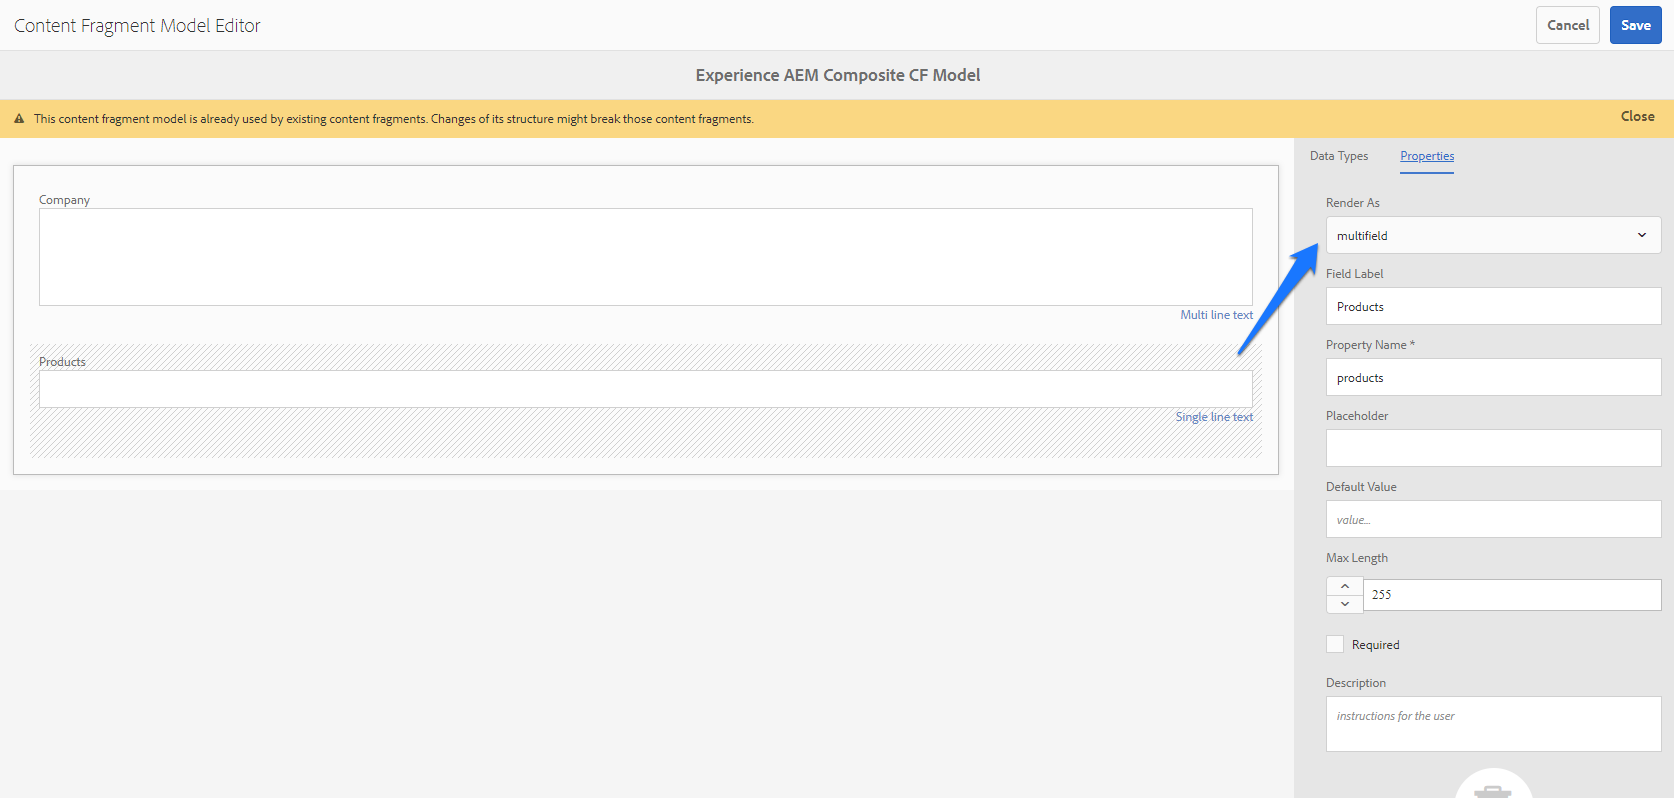 Content Fragment Model Editor
Cancel
Save
Experience AEM Composite CF Model
This content fragment model is already used by existing content fragments. Changes of its structure might break those content fragments.
Close
Company
Multi line text
Products
Single line text
Data Types
Properties
Render As
multifield
Field Label
Products
Property Name *
products
Placeholder
Default Value
value...
Max Length
255
Required
Description
instructions for the user